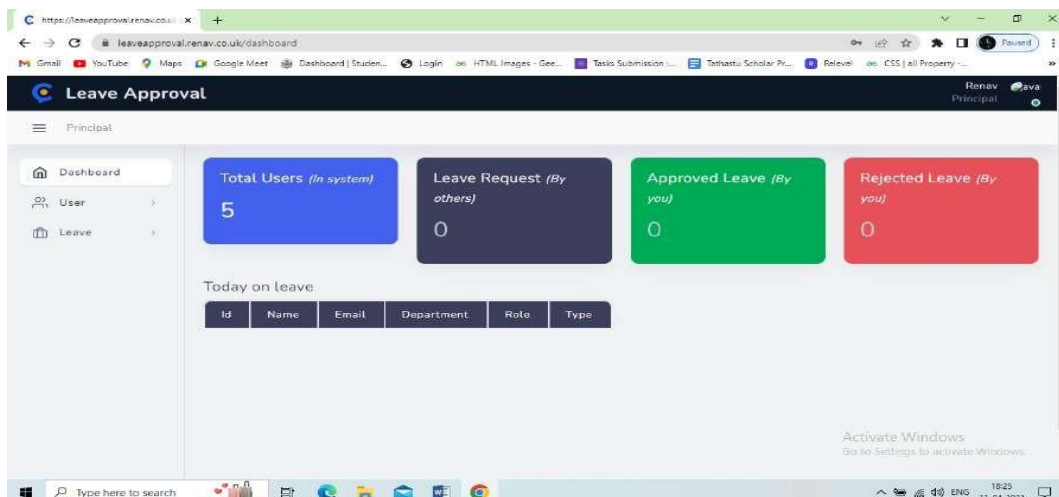 https://leaveapproval.renav.co.u
leaveapproval.renav.co.uk/dashboard
Paused
Gmail YouTube Maps Google Meet Dashboard | Studen... Login HTML Images - Gee... Tasks Submission :... Tathastu Scholar Pr... Relevel CSS | all Property -... »
Leave Approval
Renav
Principal
Principal
Dashboard
User
Leave
Total Users (In system)
5
Leave Request (By
others)
0
Approved Leave (By
you)
0
Rejected Leave (By
you)
0
Today on leave
Id Name Email Department Role Type
Activate Windows
Go to Settings to activate Windows.
Type here to search
ENG
18:25